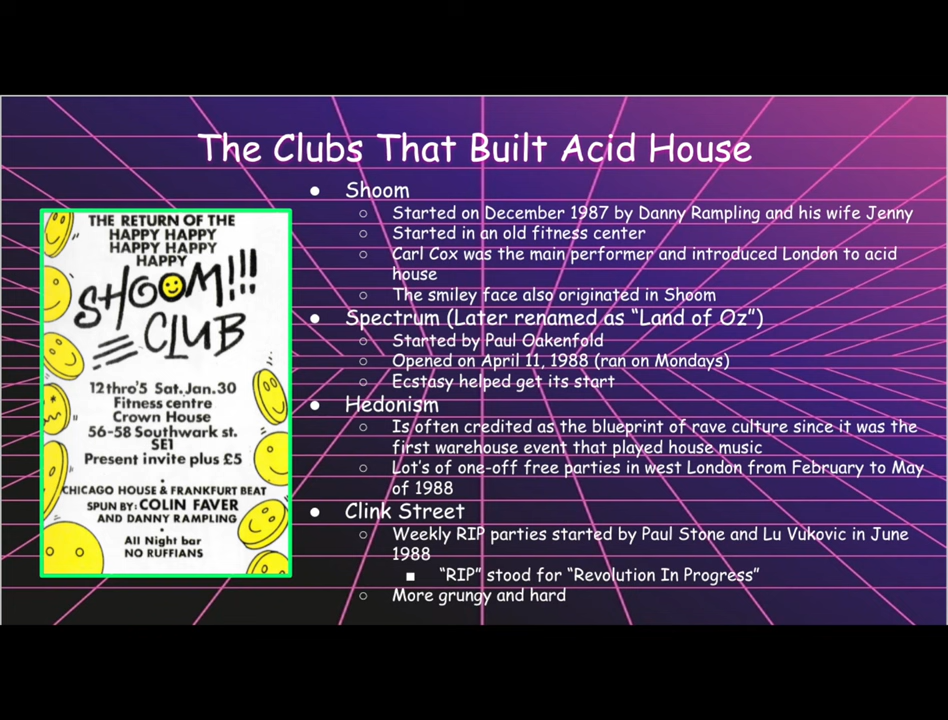 The Clubs That Built Acid House
THE RETURN OF THE
HAPPY HAPPY
HAPPY HAPPY
HAPPY
SHOOM!!!
CLUB
12thro'5 Sat.Jan.30
Fitness centre
Crown House
56-58 Southwark st.
SE1
Present invite plus £5
CHICAGO HOUSE & FRANKFURT BEAT
SPUN BY: COLIN FAVER
AND DANNY RAMPLING
All Night bar
NO RUFFIANS
● Shoom
○ Started on December 1987 by Danny Rampling and his wife Jenny
○ Started in an old fitness center
○ Carl Cox was the main performer and introduced London to acid
house
○ The smiley face also originated in Shoom
● Spectrum (Later renamed as “Land of Oz”)
○ Started by Paul Oakenfold
○ Opened on April 11, 1988 (ran on Mondays)
○ Ecstasy helped get its start
● Hedonism
○ Is often credited as the blueprint of rave culture since it was the
first warehouse event that played house music
○ Lot’s of one-off free parties in west London from February to May
of 1988
● Clink Street
○ Weekly RIP parties started by Paul Stone and Lu Vukovic in June
1988
■ “RIP” stood for “Revolution In Progress”
○ More grungy and hard